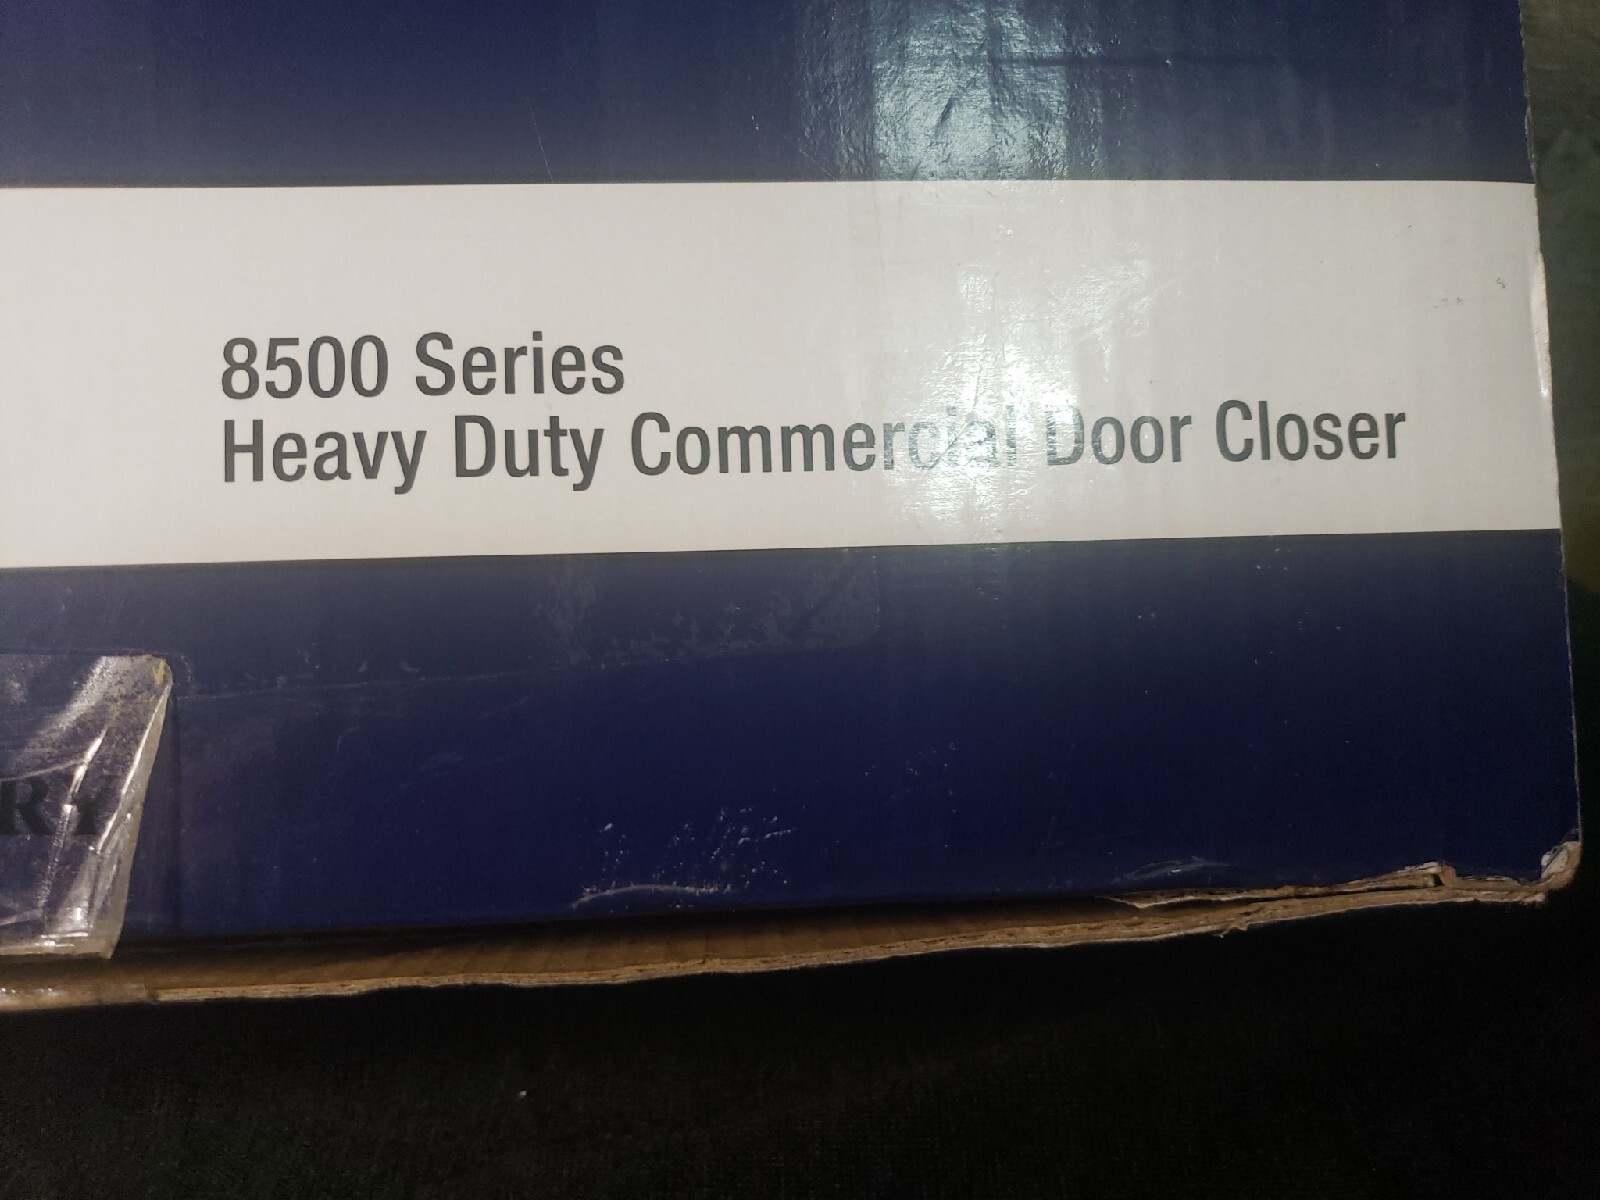 8500 Series
Heavy Duty Commercial Door Closer